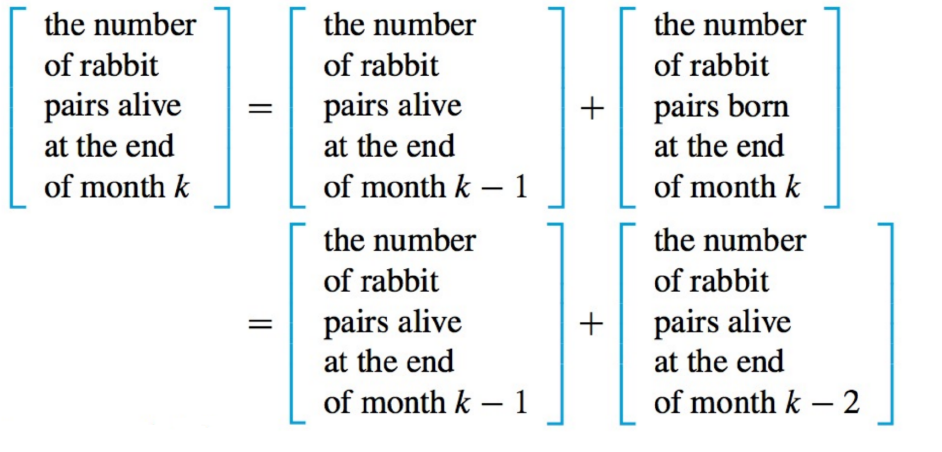 the number
of rabbit
pairs alive
at the end
of month k
=
the number
of rabbit
pairs alive
at the end
of month k − 1
+
the number
of rabbit
pairs born
at the end
of month k
=
the number
of rabbit
pairs alive
at the end
of month k − 1
+
the number
of rabbit
pairs alive
at the end
of month k − 2